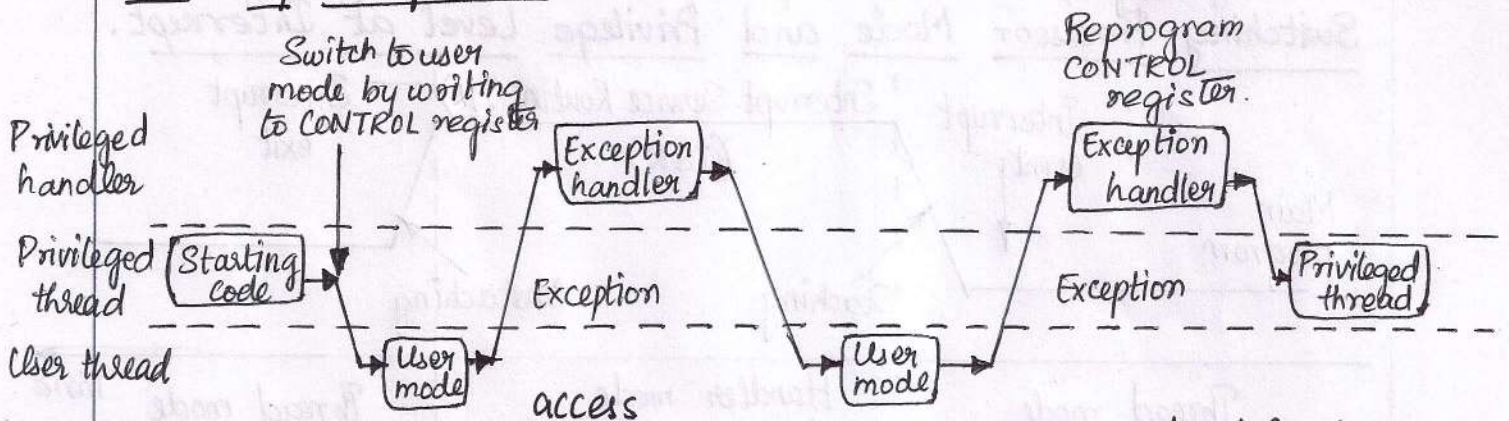 Switch to user
mode by writing
to CONTROL register
Reprogram
CONTROL
register.
Privileged
handler
Exception
handler
Exception
handler
Privileged
thread
Starting
code
Exception
Exception
Privileged
thread
User thread
User
mode
User
mode
access